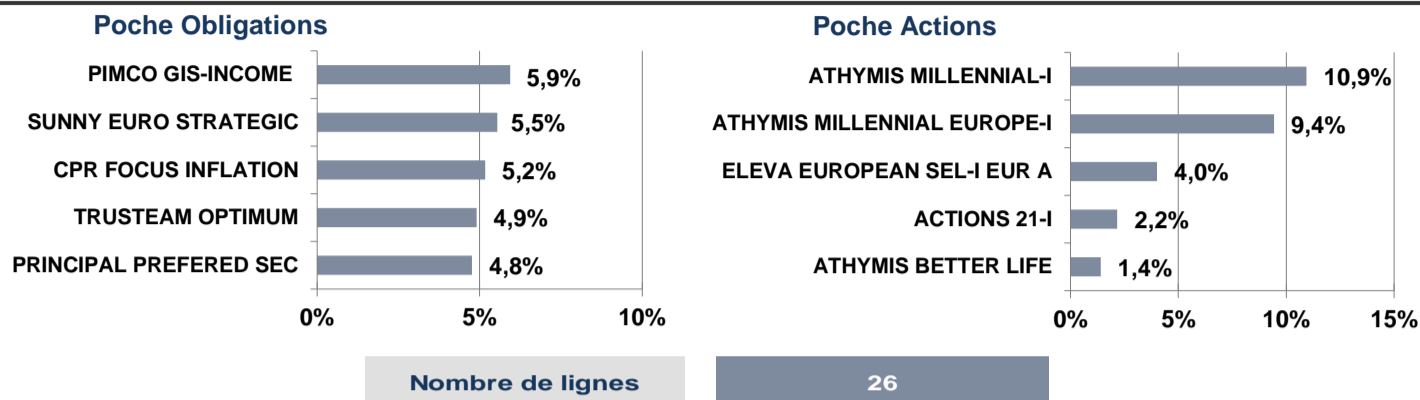 Poche Obligations
PIMCO GIS-INCOME 5,9%
SUNNY EURO STRATEGIC 5,5%
CPR FOCUS INFLATION 5,2%
TRUSTEAM OPTIMUM 4,9%
PRINCIPAL PREFERED SEC 4,8%
0% 5% 10%
Poche Actions
ATHYMIS MILLENNIAL-I 10,9%
ATHYMIS MILLENNIAL EUROPE-I 9,4%
ELEVA EUROPEAN SEL-I EUR A 4,0%
ACTIONS 21-I 2,2%
ATHYMIS BETTER LIFE 1,4%
0% 5% 10% 15%
Nombre de lignes 26